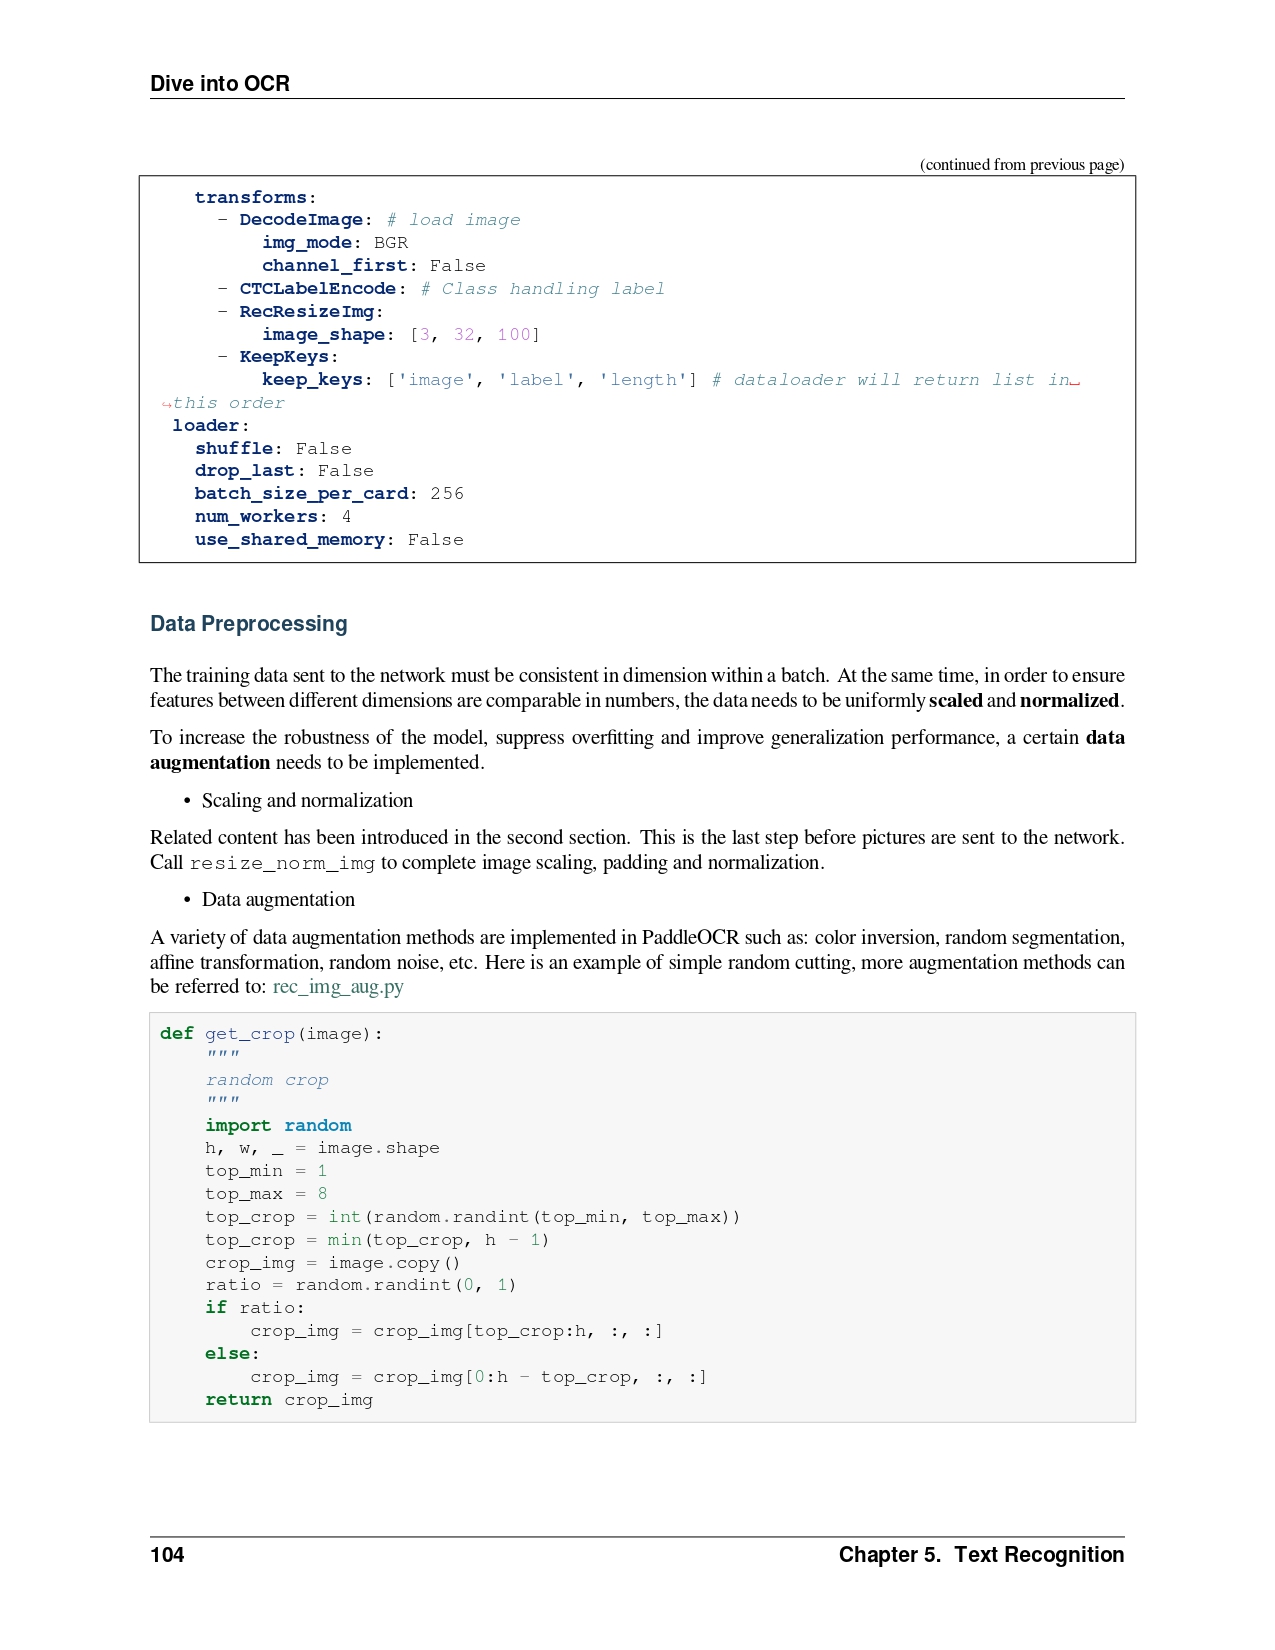 Dive into OCR
(continued from previous page)
    transforms:
      - DecodeImage: # load image
          img_mode: BGR
          channel_first: False
      - CTCLabelEncode: # Class handling label
      - RecResizeImg:
          image_shape: [3, 32, 100]
      - KeepKeys:
          keep_keys: ['image', 'label', 'length'] # dataloader will return list in␣
↪this order
  loader:
    shuffle: False
    drop_last: False
    batch_size_per_card: 256
    num_workers: 4
    use_shared_memory: False
Data Preprocessing
The training data sent to the network must be consistent in dimension within a batch. At the same time, in order to ensure
features between different dimensions are comparable in numbers, the data needs to be uniformly scaled and normalized.
To increase the robustness of the model, suppress overfitting and improve generalization performance, a certain data
augmentation needs to be implemented.
• Scaling and normalization
Related content has been introduced in the second section. This is the last step before pictures are sent to the network.
Call resize_norm_img to complete image scaling, padding and normalization.
• Data augmentation
A variety of data augmentation methods are implemented in PaddleOCR such as: color inversion, random segmentation,
affine transformation, random noise, etc. Here is an example of simple random cutting, more augmentation methods can
be referred to: rec_img_aug.py
def get_crop(image):
    """
    random crop
    """
    import random
    h, w, _ = image.shape
    top_min = 1
    top_max = 8
    top_crop = int(random.randint(top_min, top_max))
    top_crop = min(top_crop, h - 1)
    crop_img = image.copy()
    ratio = random.randint(0, 1)
    if ratio:
        crop_img = crop_img[top_crop:h, :, :]
    else:
        crop_img = crop_img[0:h - top_crop, :, :]
    return crop_img
104
Chapter 5. Text Recognition